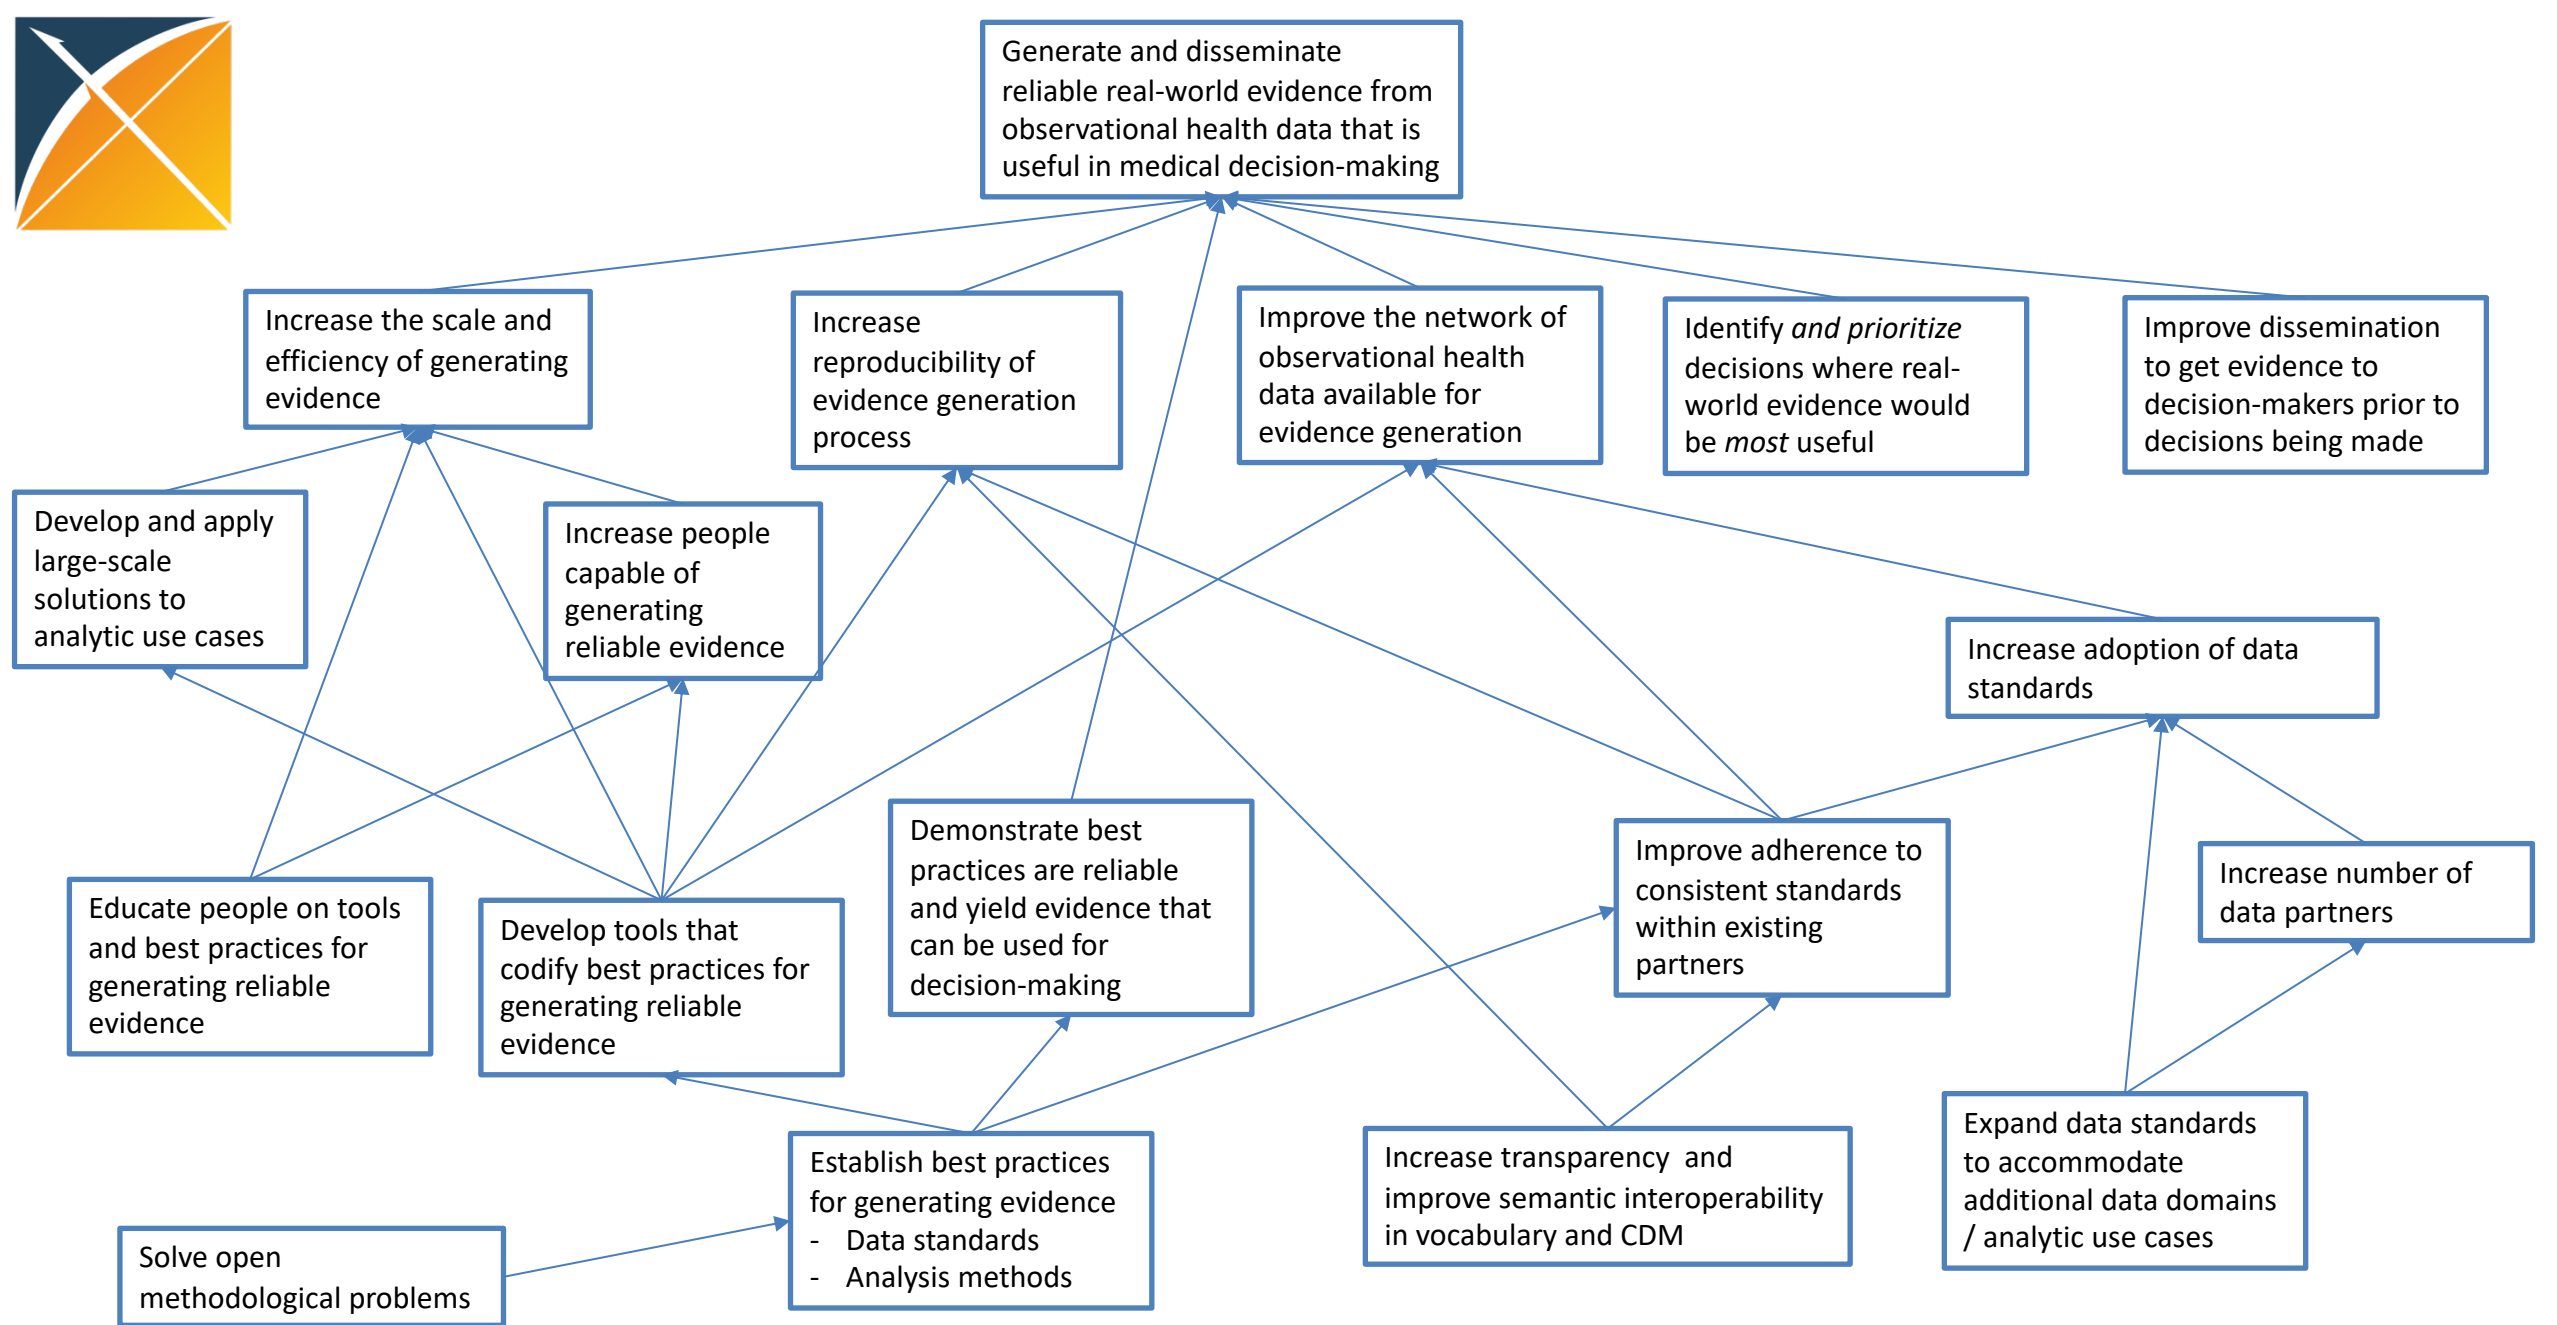 Generate and disseminate
reliable real-world evidence from
observational health data that is
useful in medical decision-making
Increase the scale and
efficiency of generating
evidence
Increase
reproducibility of
evidence generation
process
Improve the network of
observational health
data available for
evidence generation
Identify and prioritize
decisions where real-
world evidence would
be most useful
Improve dissemination
to get evidence to
decision-makers prior to
decisions being made
Develop and apply
large-scale
solutions to
analytic use cases
Increase people
capable of
generating
reliable evidence
Increase adoption of data
standards
Educate people on tools
and best practices for
generating reliable
evidence
Develop tools that
codify best practices for
generating reliable
evidence
Demonstrate best
practices are reliable
and yield evidence that
can be used for
decision-making
Improve adherence to
consistent standards
within existing
partners
Increase number of
data partners
Solve open
methodological problems
Establish best practices
for generating evidence
- Data standards
- Analysis methods
Increase transparency  and
improve semantic interoperability
in vocabulary and CDM
Expand data standards
to accommodate
additional data domains
/ analytic use cases